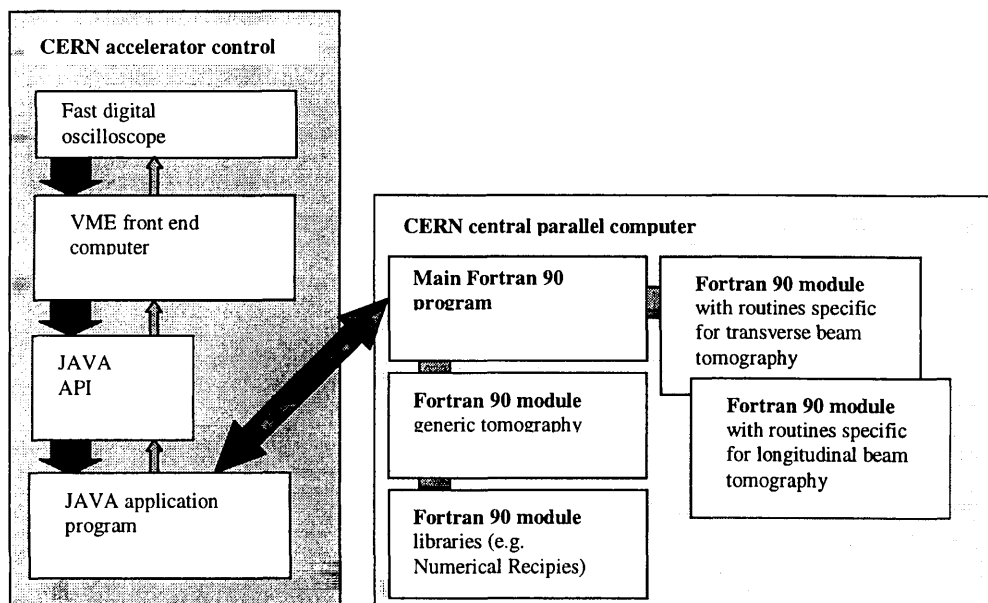 CERN accelerator control
Fast digital
oscilloscope
VME front end
computer
JAVA
API
JAVA application
program
CERN central parallel computer
Main Fortran 90
program
Fortran 90 module
generic tomography
Fortran 90 module
libraries (e.g.
Numerical Recipies)
Fortran 90 module
with routines specific
for transverse beam
tomography
Fortran 90 module
with routines specific
for longitudinal beam
tomography